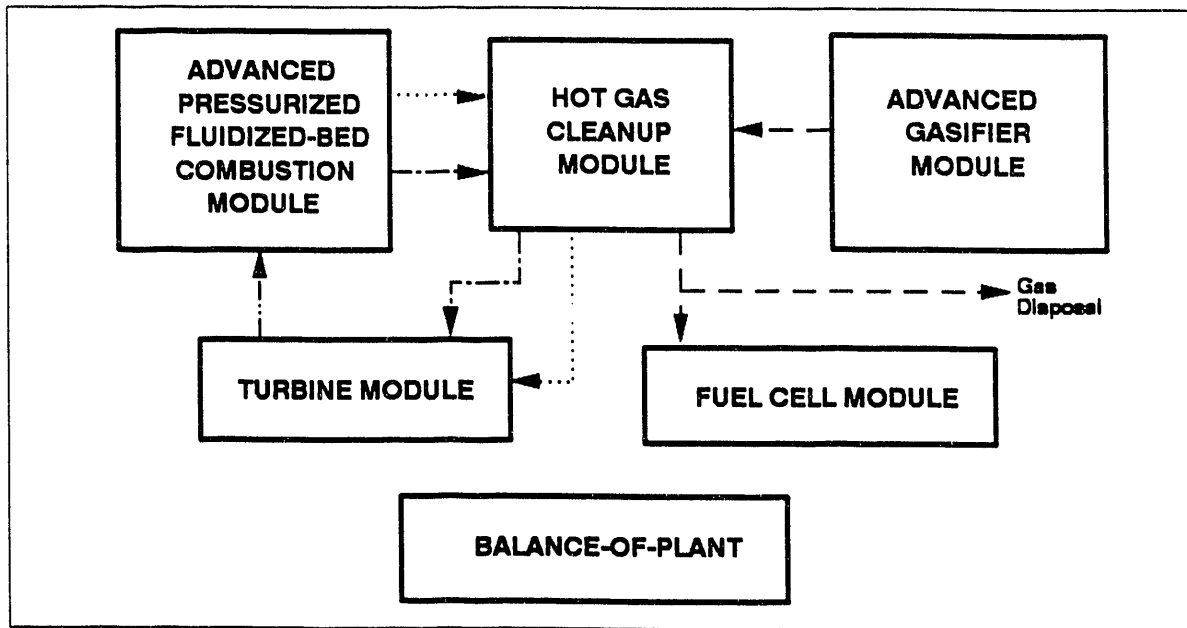 ADVANCED
PRESSURIZED
FLUIDIZED-BED
COMBUSTION
MODULE
HOT GAS
CLEANUP
MODULE
ADVANCED
GASIFIER
MODULE
Gas
Disposal
TURBINE MODULE
FUEL CELL MODULE
BALANCE-OF-PLANT